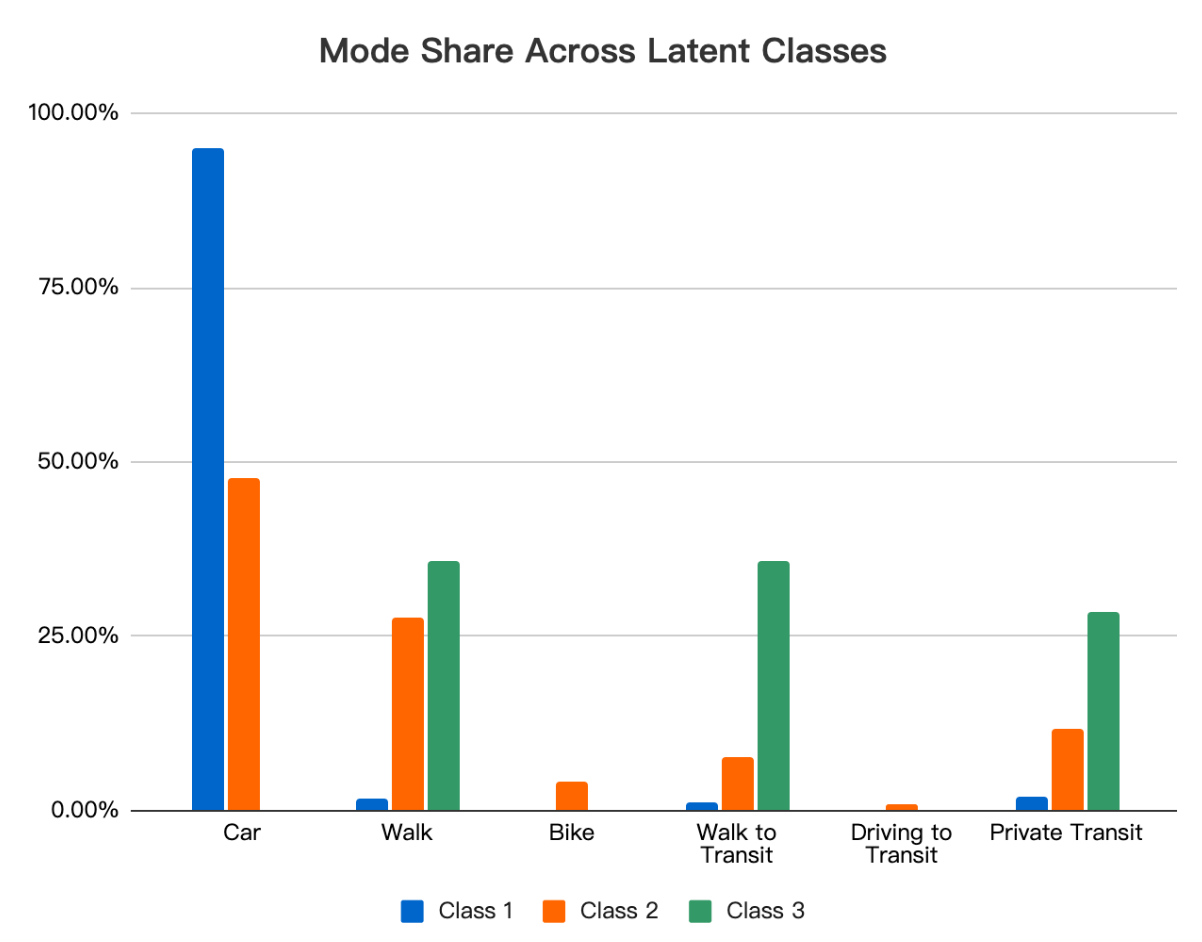 Mode Share Across Latent Classes
100.00%
75.00%
50.00%
25.00%
0.00%
Car
Walk
Bike
Walk to
Transit
Driving to
Transit
Private Transit
Class 1
Class 2
Class 3